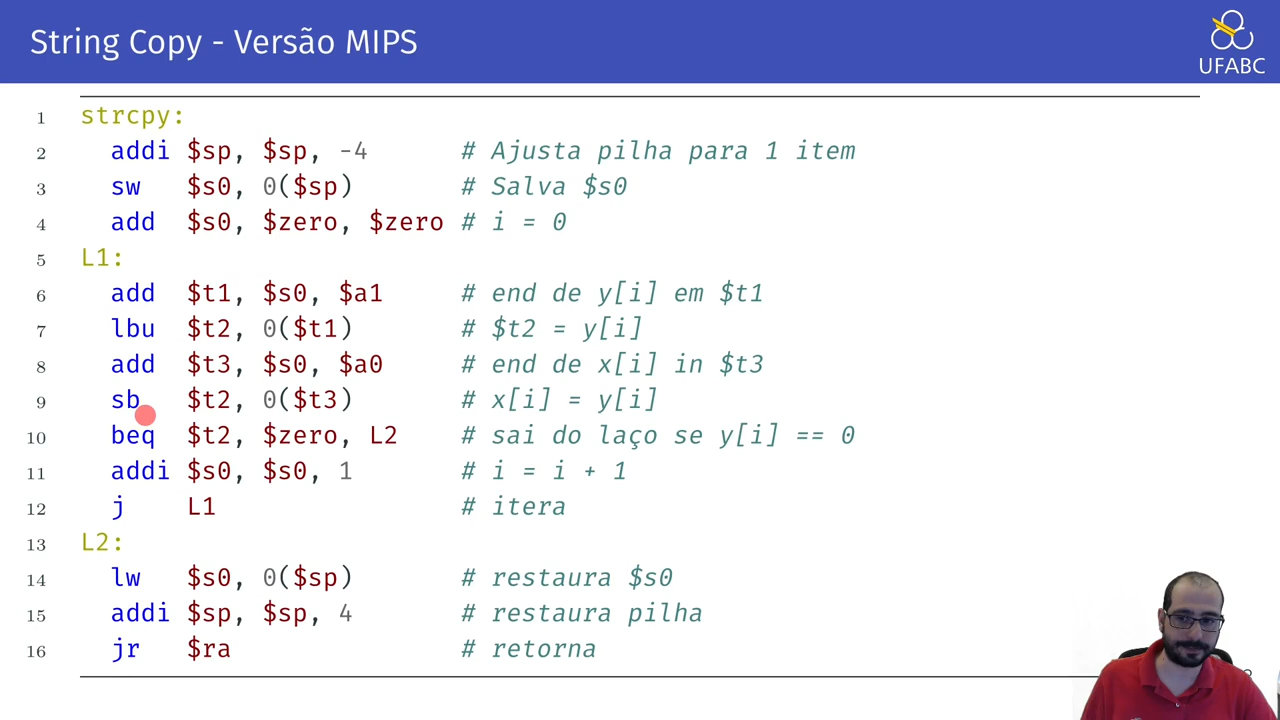 String Copy - Versão MIPS
UFABC
1 strcpy:
2 addi $sp, $sp, -4 # Ajusta pilha para 1 item
3 sw $s0, 0($sp) # Salva $s0
4 add $s0, $zero, $zero # i = 0
5 L1:
6 add $t1, $s0, $a1 # end de y[i] em $t1
7 lbu $t2, 0($t1) # $t2 = y[i]
8 add $t3, $s0, $a0 # end de x[i] in $t3
9 sb $t2, 0($t3) # x[i] = y[i]
10 beq $t2, $zero, L2 # sai do laço se y[i] == 0
11 addi $s0, $s0, 1 # i = i + 1
12 j L1 # itera
13 L2:
14 lw $s0, 0($sp) # restaura $s0
15 addi $sp, $sp, 4 # restaura pilha
16 jr $ra # retorna